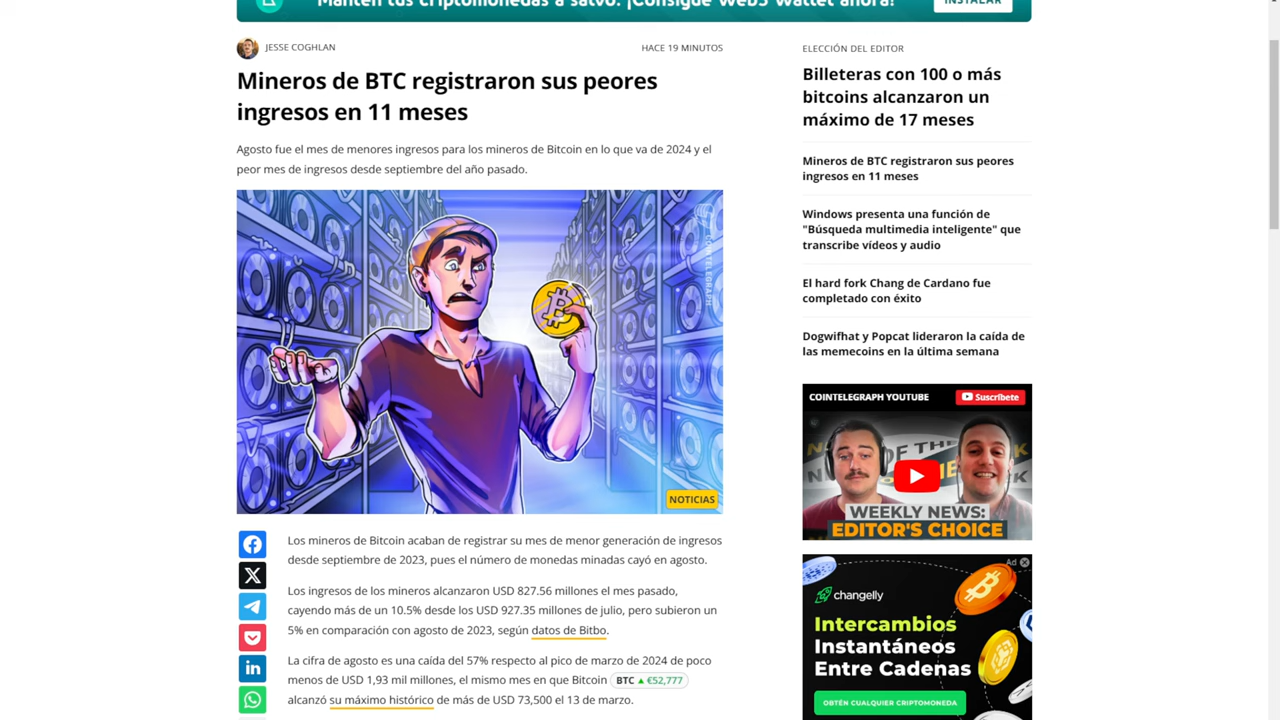 Mantén tus criptomonedas a salvo. ¡Consigue Web3 Wallet ahora!
INSTALAR
JESSE COGHLAN
HACE 19 MINUTOS
Mineros de BTC registraron sus peores
ingresos en 11 meses
Agosto fue el mes de menores ingresos para los mineros de Bitcoin en lo que va de 2024 y el
peor mes de ingresos desde septiembre del año pasado.
COINTELEGRAPH
NOTICIAS
Los mineros de Bitcoin acaban de registrar su mes de menor generación de ingresos
desde septiembre de 2023, pues el número de monedas minadas cayó en agosto.
Los ingresos de los mineros alcanzaron USD 827.56 millones el mes pasado,
cayendo más de un 10.5% desde los USD 927.35 millones de julio, pero subieron un
5% en comparación con agosto de 2023, según datos de Bitbo.
La cifra de agosto es una caída del 57% respecto al pico de marzo de 2024 de poco
menos de USD 1,93 mil millones, el mismo mes en que Bitcoin BTC ▲ €52,777
alcanzó su máximo histórico de más de USD 73,500 el 13 de marzo.
ELECCIÓN DEL EDITOR
Billeteras con 100 o más
bitcoins alcanzaron un
máximo de 17 meses
Mineros de BTC registraron sus peores
ingresos en 11 meses
Windows presenta una función de
"Búsqueda multimedia inteligente" que
transcribe vídeos y audio
El hard fork Chang de Cardano fue
completado con éxito
Dogwifhat y Popcat lideraron la caída de
las memecoins en la última semana
COINTELEGRAPH YOUTUBE
Suscríbete
OF THE
WEEKLY NEWS:
EDITOR'S CHOICE
Ad
changelly
Intercambios
Instantáneos
Entre Cadenas
OBTÉN CUALQUIER CRIPTOMONEDA